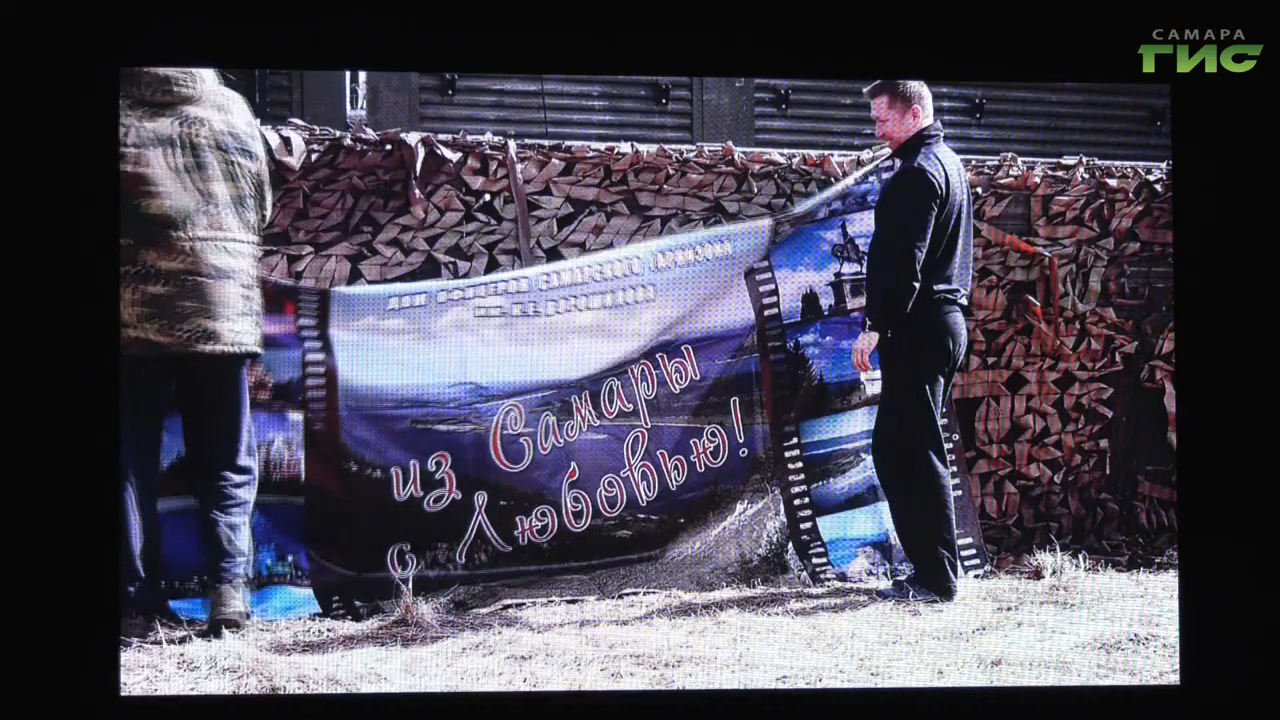 САМАРА
ГИС
ДОМ ОФИЦЕРОВ САМАРСКОГО ГАРНИЗОНА
из Самары
с Любовью!